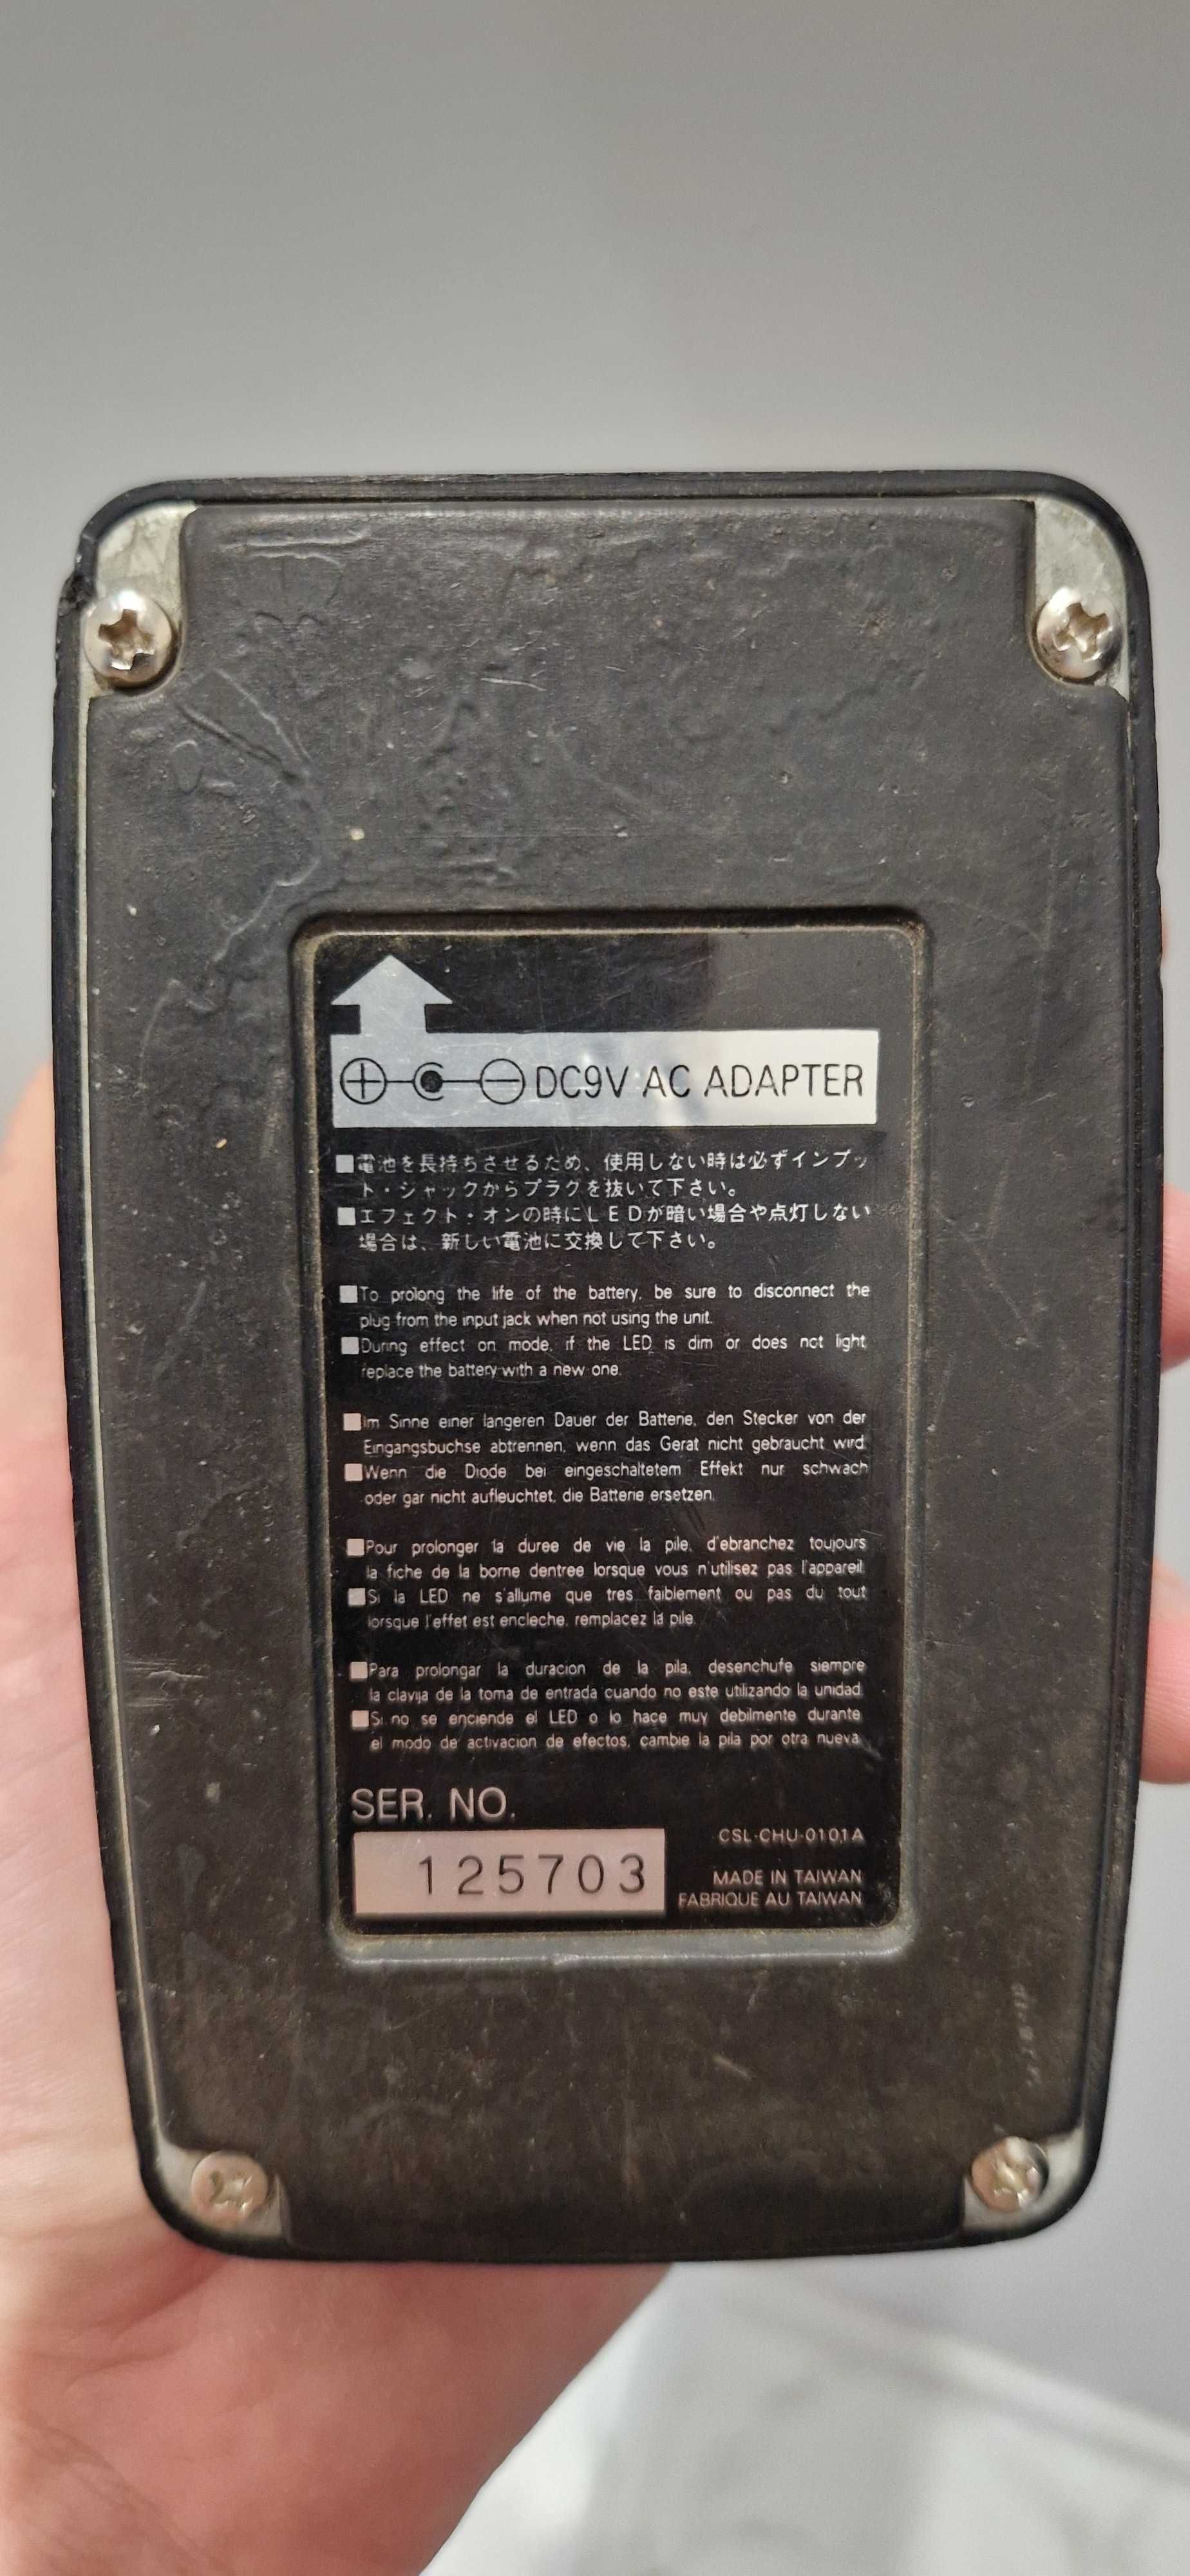 DC9V AC ADAPTER
■電池を長持ちさせるため、使用しない時は必ずインプッ
ト・ジャックからプラグを抜いて下さい。
■エフェクト・オンの時にLEDが暗い場合や点灯しない
場合は、新しい電池に交換して下さい。
■To prolong the life of the battery, be sure to disconnect the
plug from the input jack when not using the unit.
■During effect on mode, if the LED is dim or does not light,
replace the battery with a new one.
■Im Sinne einer langeren Dauer der Batterie, den Stecker von der
Eingangsbuchse abtrennen, wenn das Gerat nicht gebraucht wird.
■Wenn die Diode bei eingeschaltetem Effekt nur schwach
oder gar nicht aufleuchtet, die Batterie ersetzen.
■Pour prolonger la duree de vie la pile, d'ebranchez toujours
la fiche de la borne dentree lorsque vous n'utilisez pas l'appareil.
■Si la LED ne s'allume que tres faiblement ou pas du tout
lorsque l'effet est encleche, remplacez la pile.
■Para prolongar la duracion de la pila, desenchufe siempre
la clavija de la toma de entrada cuando no este utilizando la unidad.
■Si no se enciende el LED o lo hace muy debilmente durante
el modo de activacion de efectos, cambie la pila por otra nueva.
SER. NO.
125703
CSL-CHU-0101A
MADE IN TAIWAN
FABRIQUE AU TAIWAN